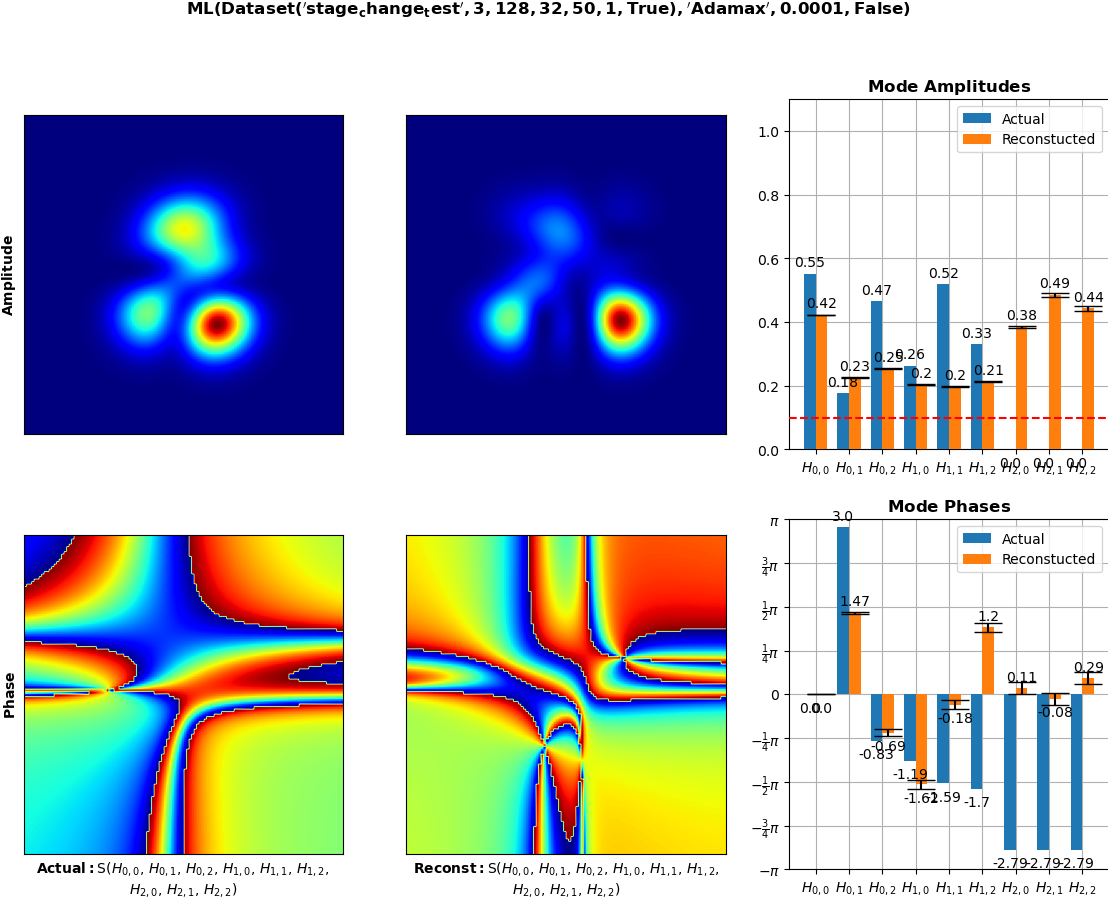 ML(Dataset('stage_change_test', 3, 128, 32, 50, 1, True), 'Adamax', 0.0001, False)
Amplitude
Mode Amplitudes
Actual
Reconstucted
1.0
0.8
0.6
0.4
0.2
0.0
0.55 0.42 0.18 0.23 0.47 0.25 0.26 0.2 0.52 0.2 0.33 0.21 0.0 0.38 0.0 0.49 0.0 0.44
H0,0 H0,1 H0,2 H1,0 H1,1 H1,2 H2,0 H2,1 H2,2
Phase
Mode Phases
Actual
Reconstucted
π
3/4π
1/2π
1/4π
0
−1/4π
−1/2π
−3/4π
−π
0.0 0.0 3.0 1.47 -0.83 -0.69 -1.19 -1.61 -1.59 -0.18 -1.7 1.2 -2.79 0.11 -2.79 -0.08 -2.79 0.29
H0,0 H0,1 H0,2 H1,0 H1,1 H1,2 H2,0 H2,1 H2,2
Actual: S(H0,0, H0,1, H0,2, H1,0, H1,1, H1,2,
H2,0, H2,1, H2,2)
Reconst: S(H0,0, H0,1, H0,2, H1,0, H1,1, H1,2,
H2,0, H2,1, H2,2)